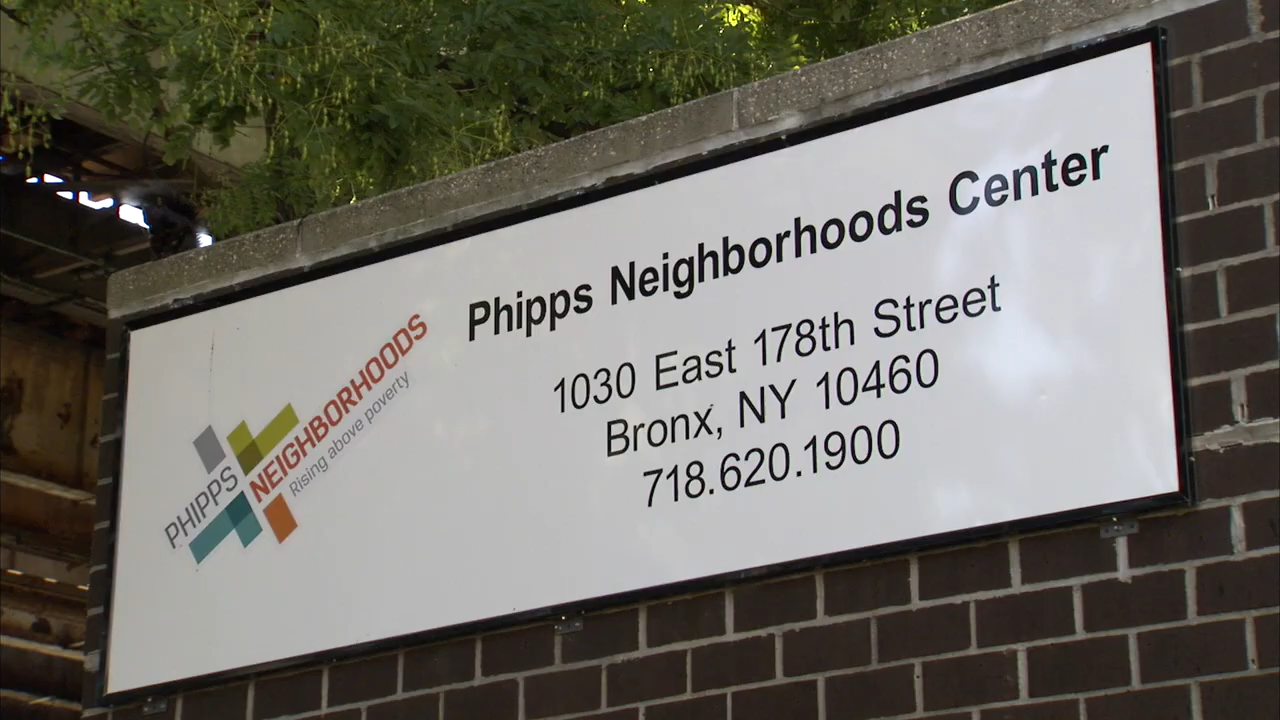 PHIPPS
NEIGHBORHOODS
Rising above poverty
Phipps Neighborhoods Center
1030 East 178th Street
Bronx, NY 10460
718.620.1900